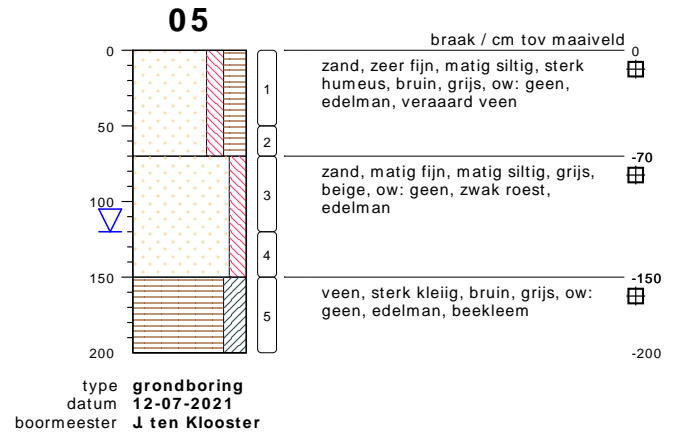 05
braak / cm tov maaiveld
0
0
zand, zeer fijn, matig siltig, sterk
humeus, bruin, grijs, ow: geen,
edelman, veraaard veen
1
50
2
-70
zand, matig fijn, matig siltig, grijs,
beige, ow: geen, zwak roest,
edelman
3
100
4
150
-150
veen, sterk kleiig, bruin, grijs, ow:
geen, edelman, beekleem
5
200
-200
type grondboring
datum 12-07-2021
boormeester J. ten Klooster